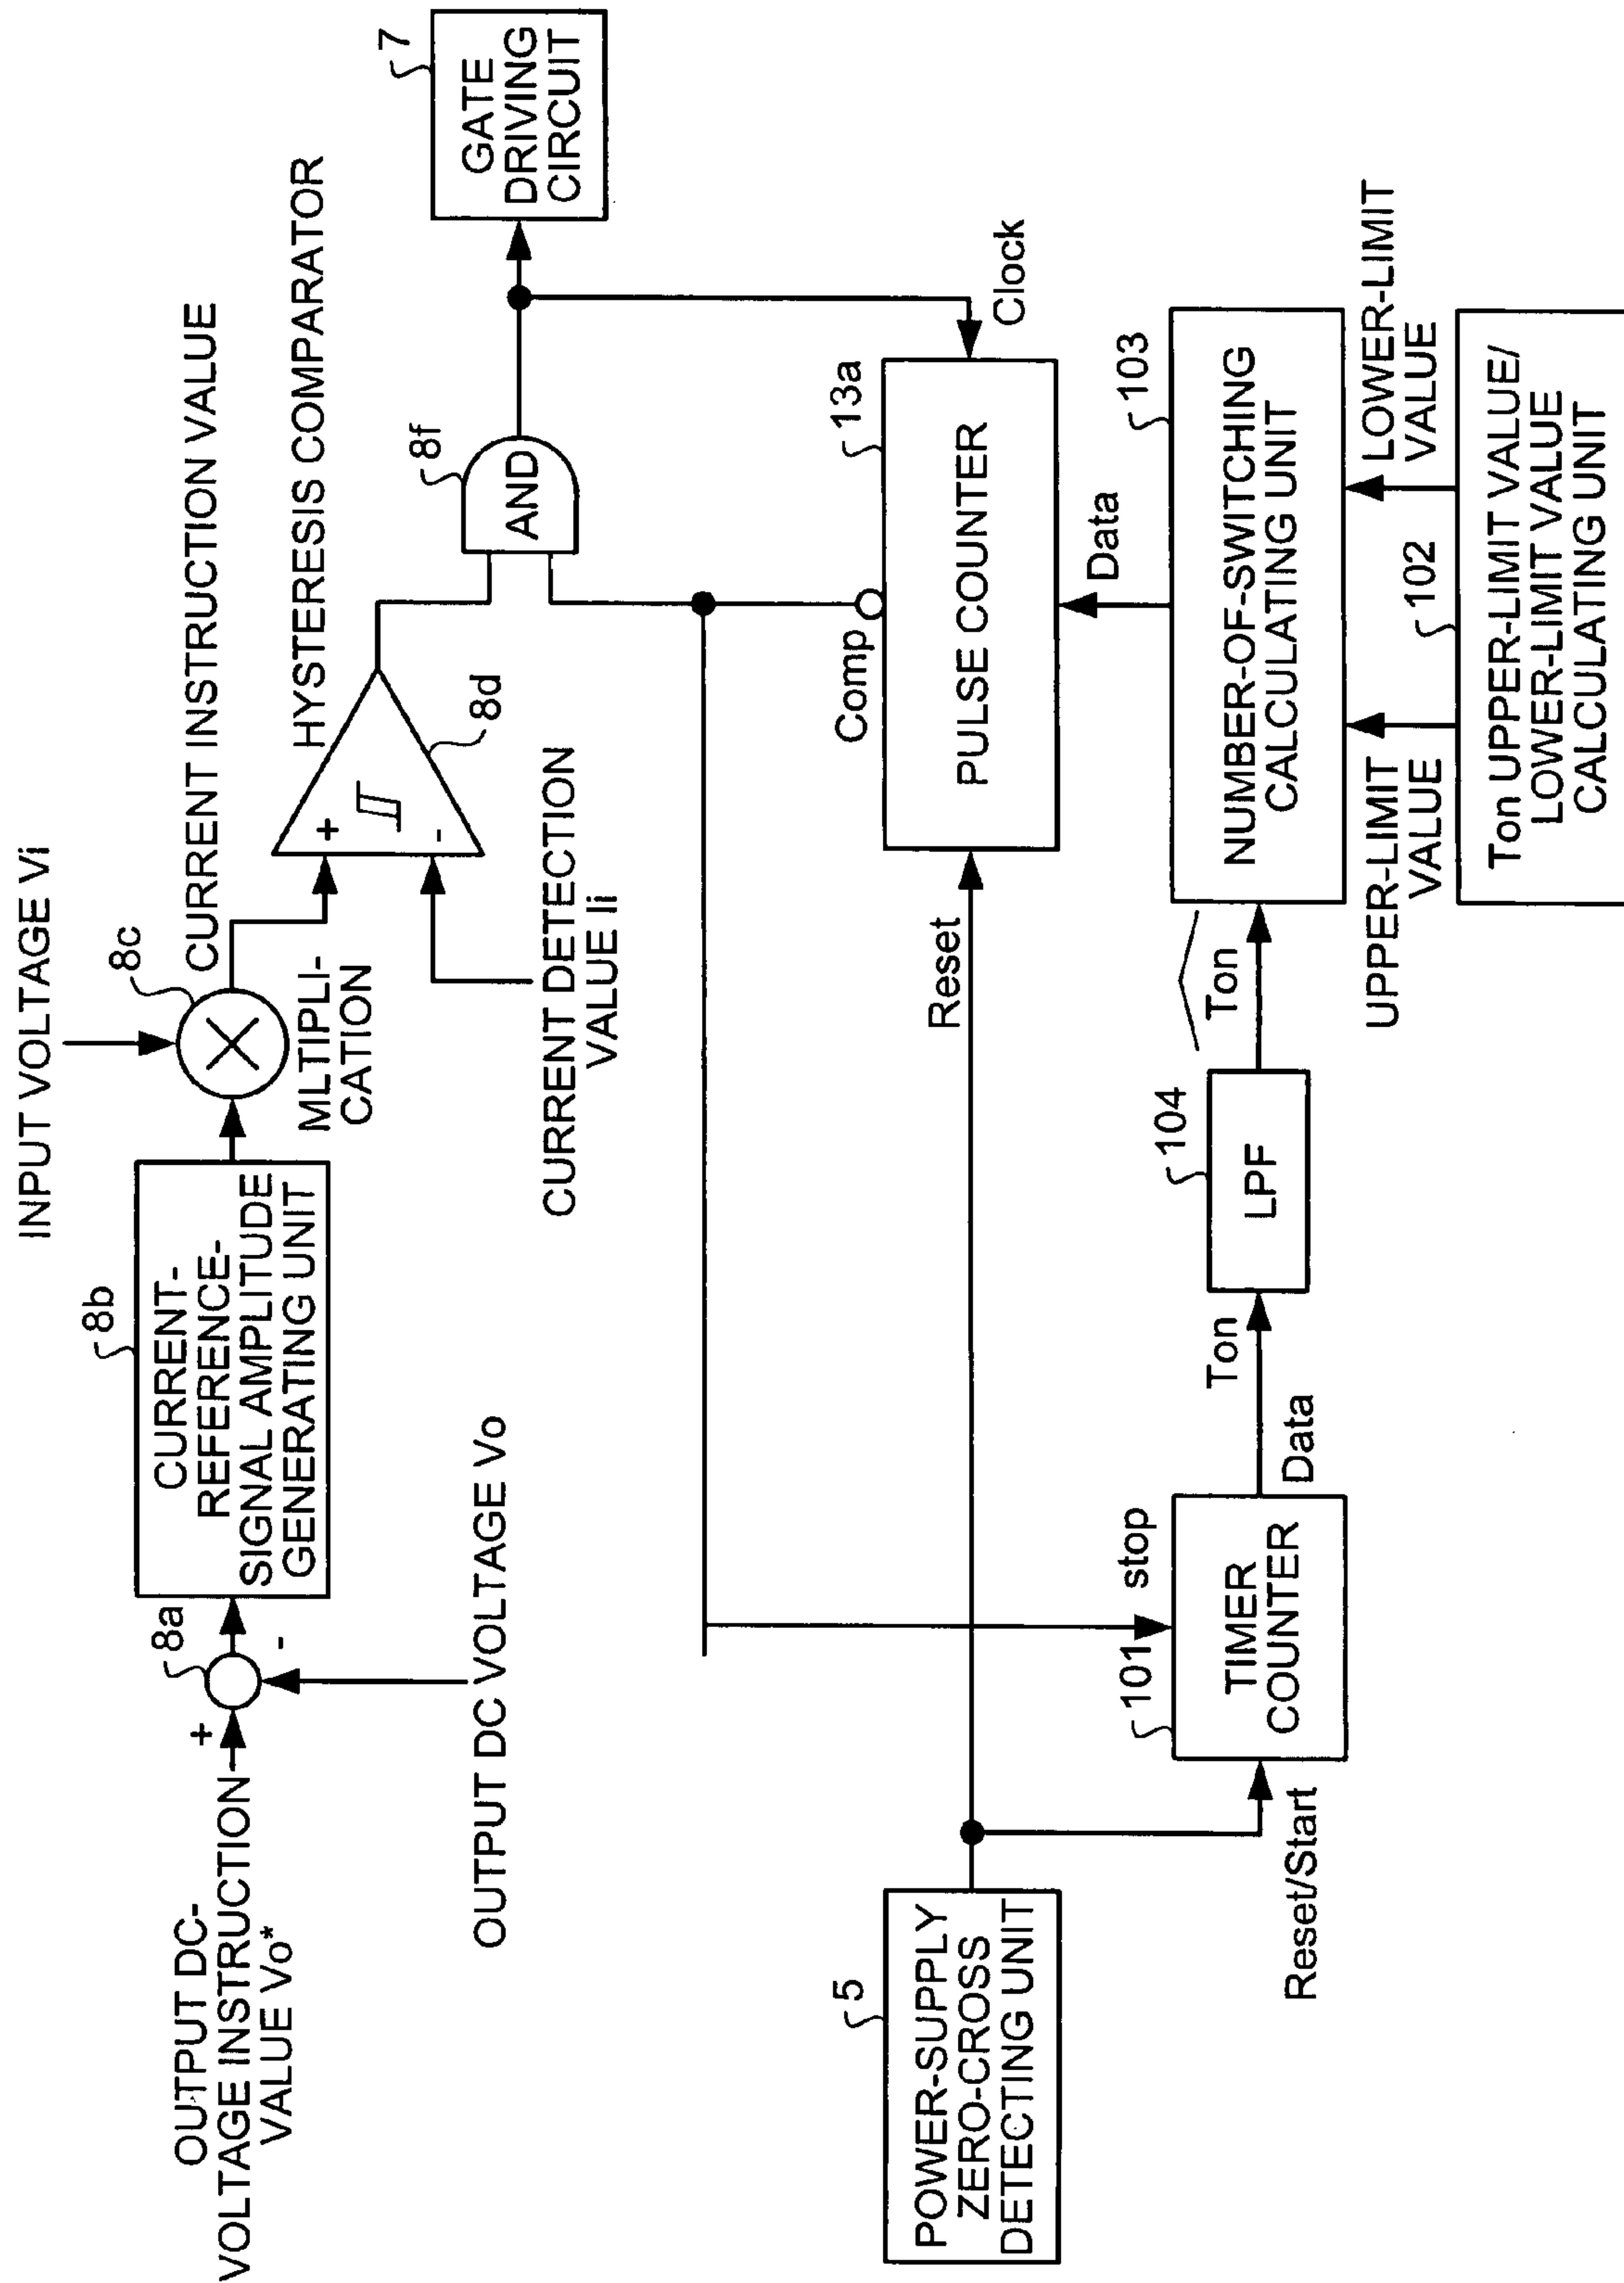 INPUT VOLTAGE Vi
8c
CURRENT INSTRUCTION VALUE
HYSTERESIS COMPARATOR
7
GATE
DRIVING
CIRCUIT
8b
CURRENT-
REFERENCE-
SIGNAL AMPLITUDE
GENERATING UNIT
MLTIPLI-
CATION
+
-
8d
8f
AND
8a
+
-
OUTPUT DC-
VOLTAGE INSTRUCTION
VALUE Vo*
OUTPUT DC VOLTAGE Vo
CURRENT DETECTION
VALUE Ii
Comp
13a
Clock
PULSE COUNTER
Reset
Data
5
POWER-SUPPLY
ZERO-CROSS
DETECTING UNIT
Reset/Start
101
stop
TIMER
COUNTER
Ton
Data
104
LPF
Ton
103
NUMBER-OF-SWITCHING
CALCULATING UNIT
UPPER-LIMIT
VALUE
102
LOWER-LIMIT
VALUE
Ton UPPER-LIMIT VALUE/
LOWER-LIMIT VALUE
CALCULATING UNIT